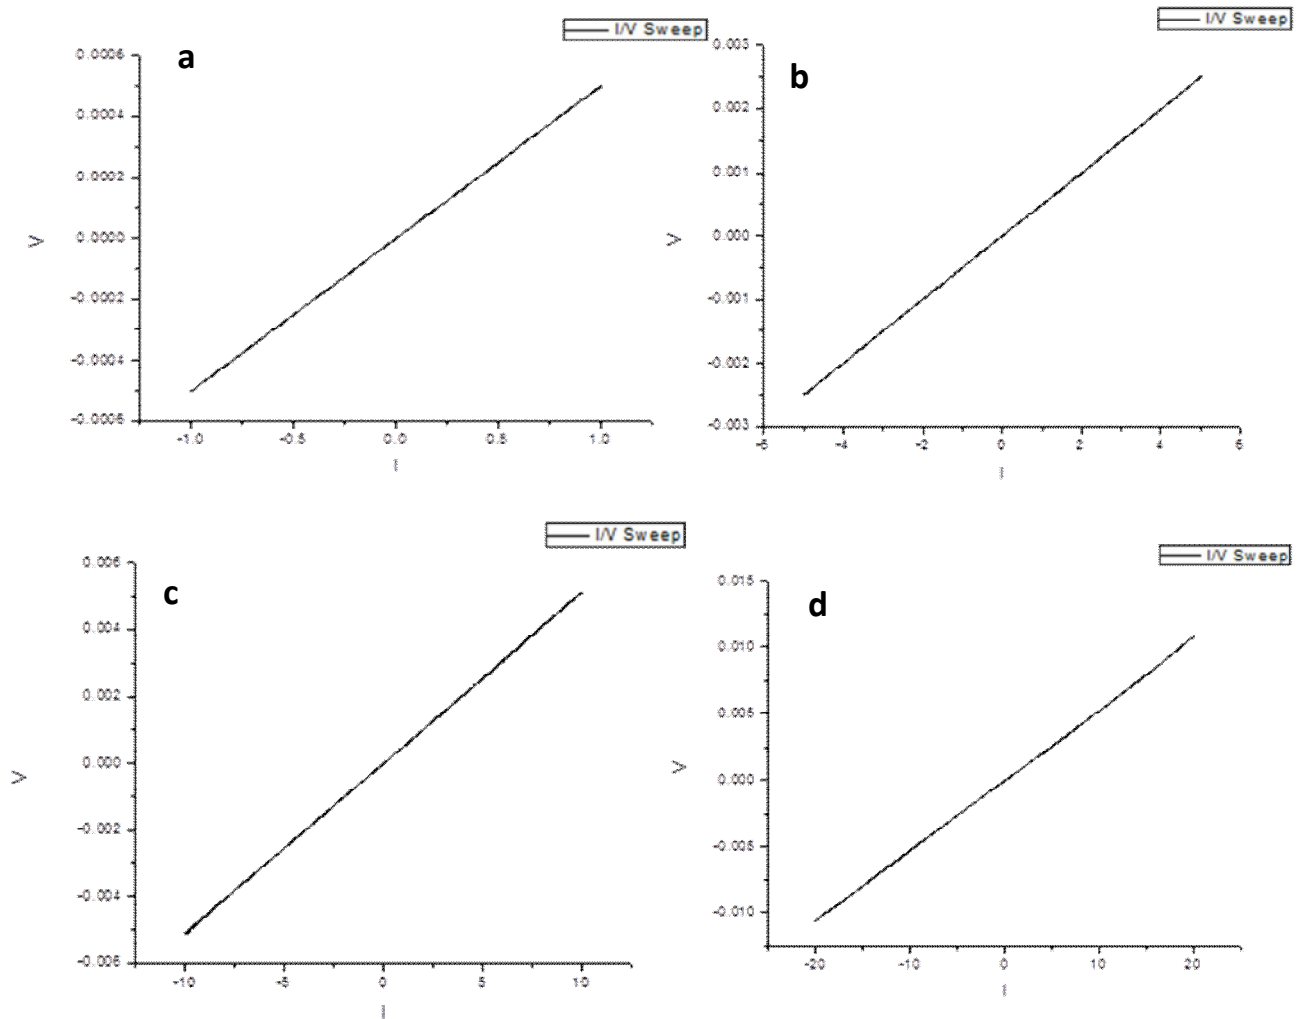 a
I/V Sweep
0.0006
0.0004
0.0002
0.0000
-0.0002
-0.0004
-0.0006
V
-1.0 -0.5 0.0 0.5 1.0
I
b
I/V Sweep
0.003
0.002
0.001
0.000
-0.001
-0.002
-0.003
V
-6 -4 -2 0 2 4 6
I
c
I/V Sweep
0.006
0.004
0.002
0.000
-0.002
-0.004
-0.006
V
-10 -5 0 5 10
I
d
I/V Sweep
0.015
0.010
0.005
0.000
-0.005
-0.010
V
-20 -10 0 10 20
I